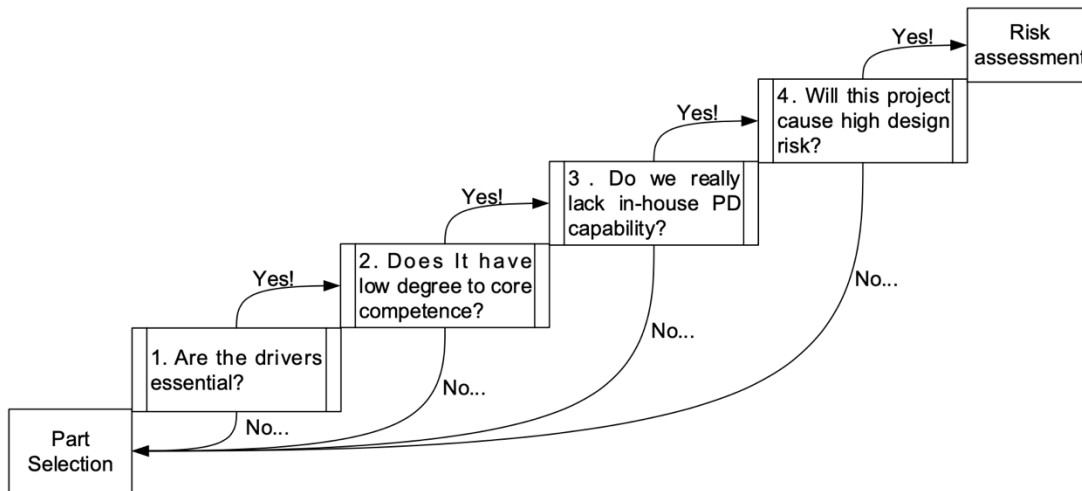 Yes!
Risk
assessment
Yes!
4. Will this project
cause high design
risk?
Yes!
3. Do we really
lack in-house PD
capability?
No...
Yes!
2. Does It have
low degree to core
competence?
No...
1. Are the drivers
essential?
No...
No...
Part
Selection